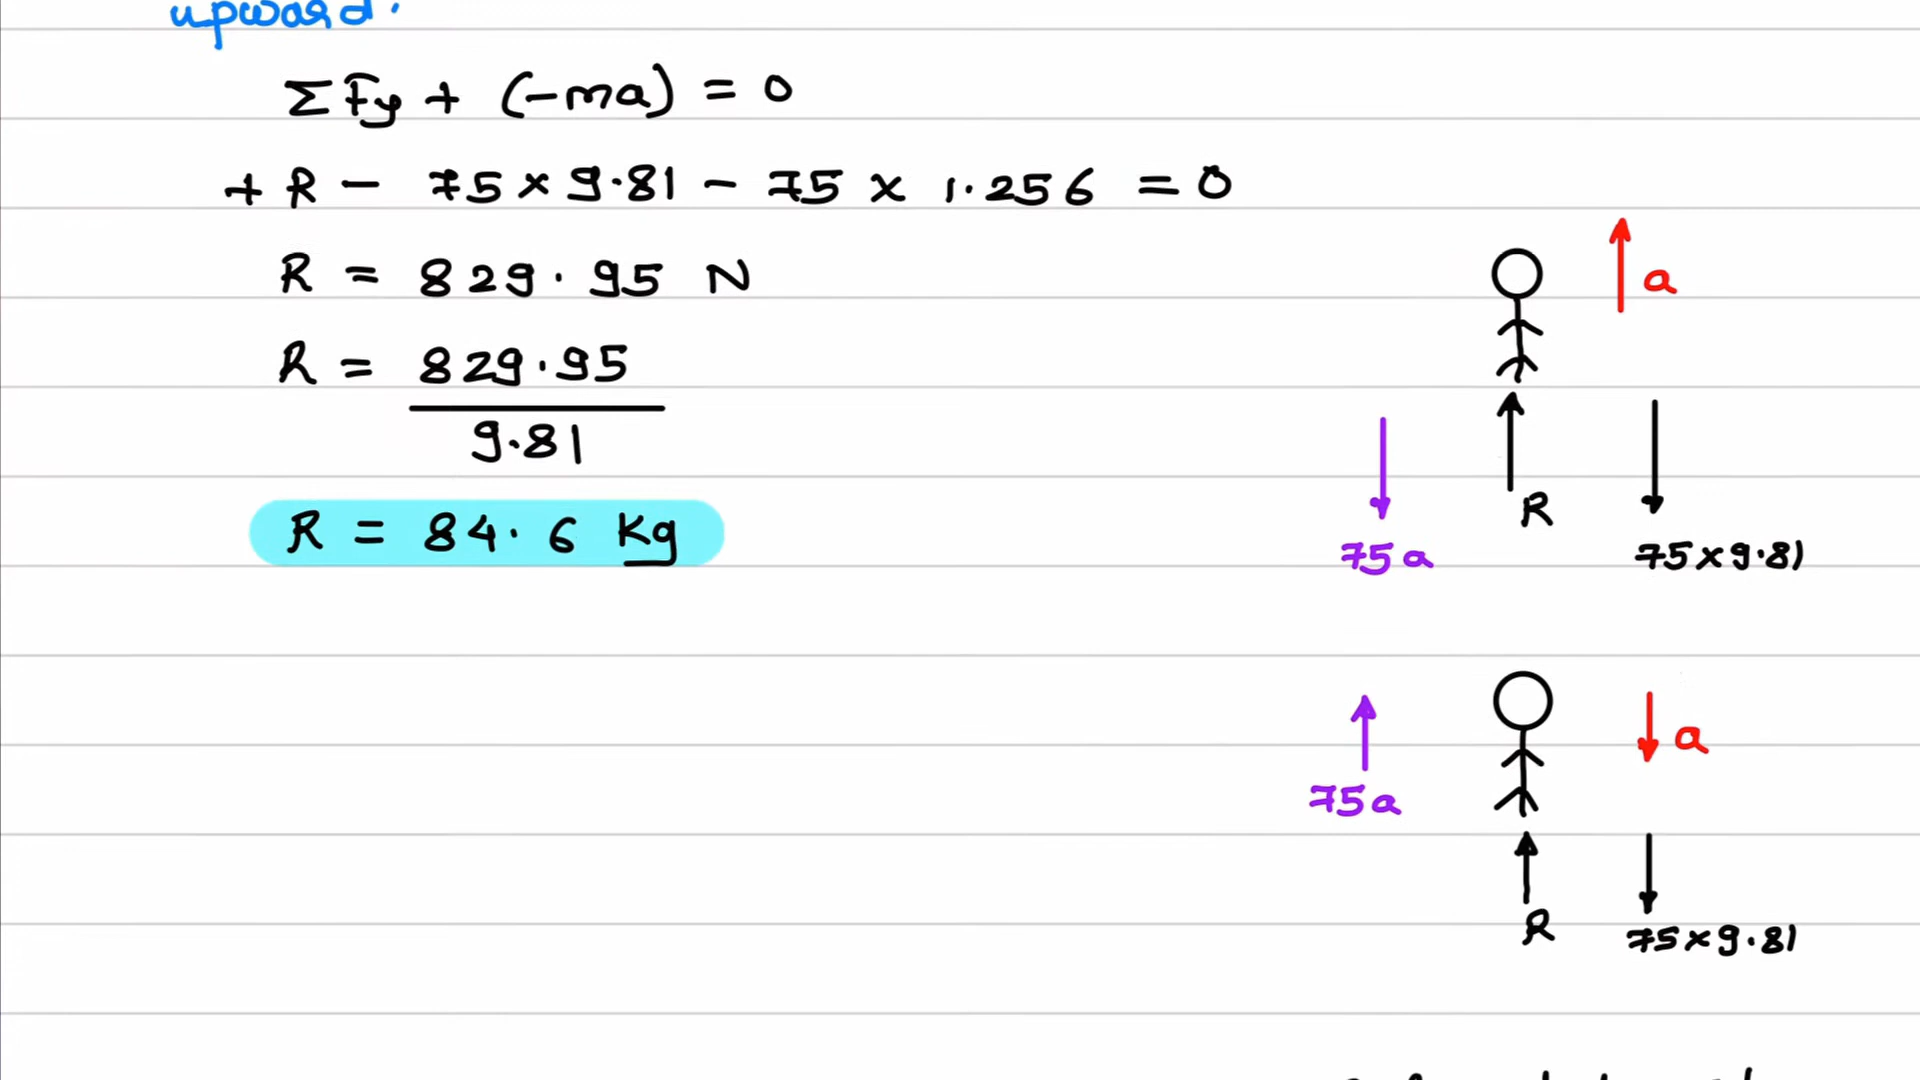 upward.
ΣFy + (-ma) = 0
+ R - 75 × 9.81 - 75 × 1.256 = 0
R = 829.95 N
R = 829.95
9.81
R = 84.6 Kg
a
R
75a
75×9.81
a
75a
R
75×9.81